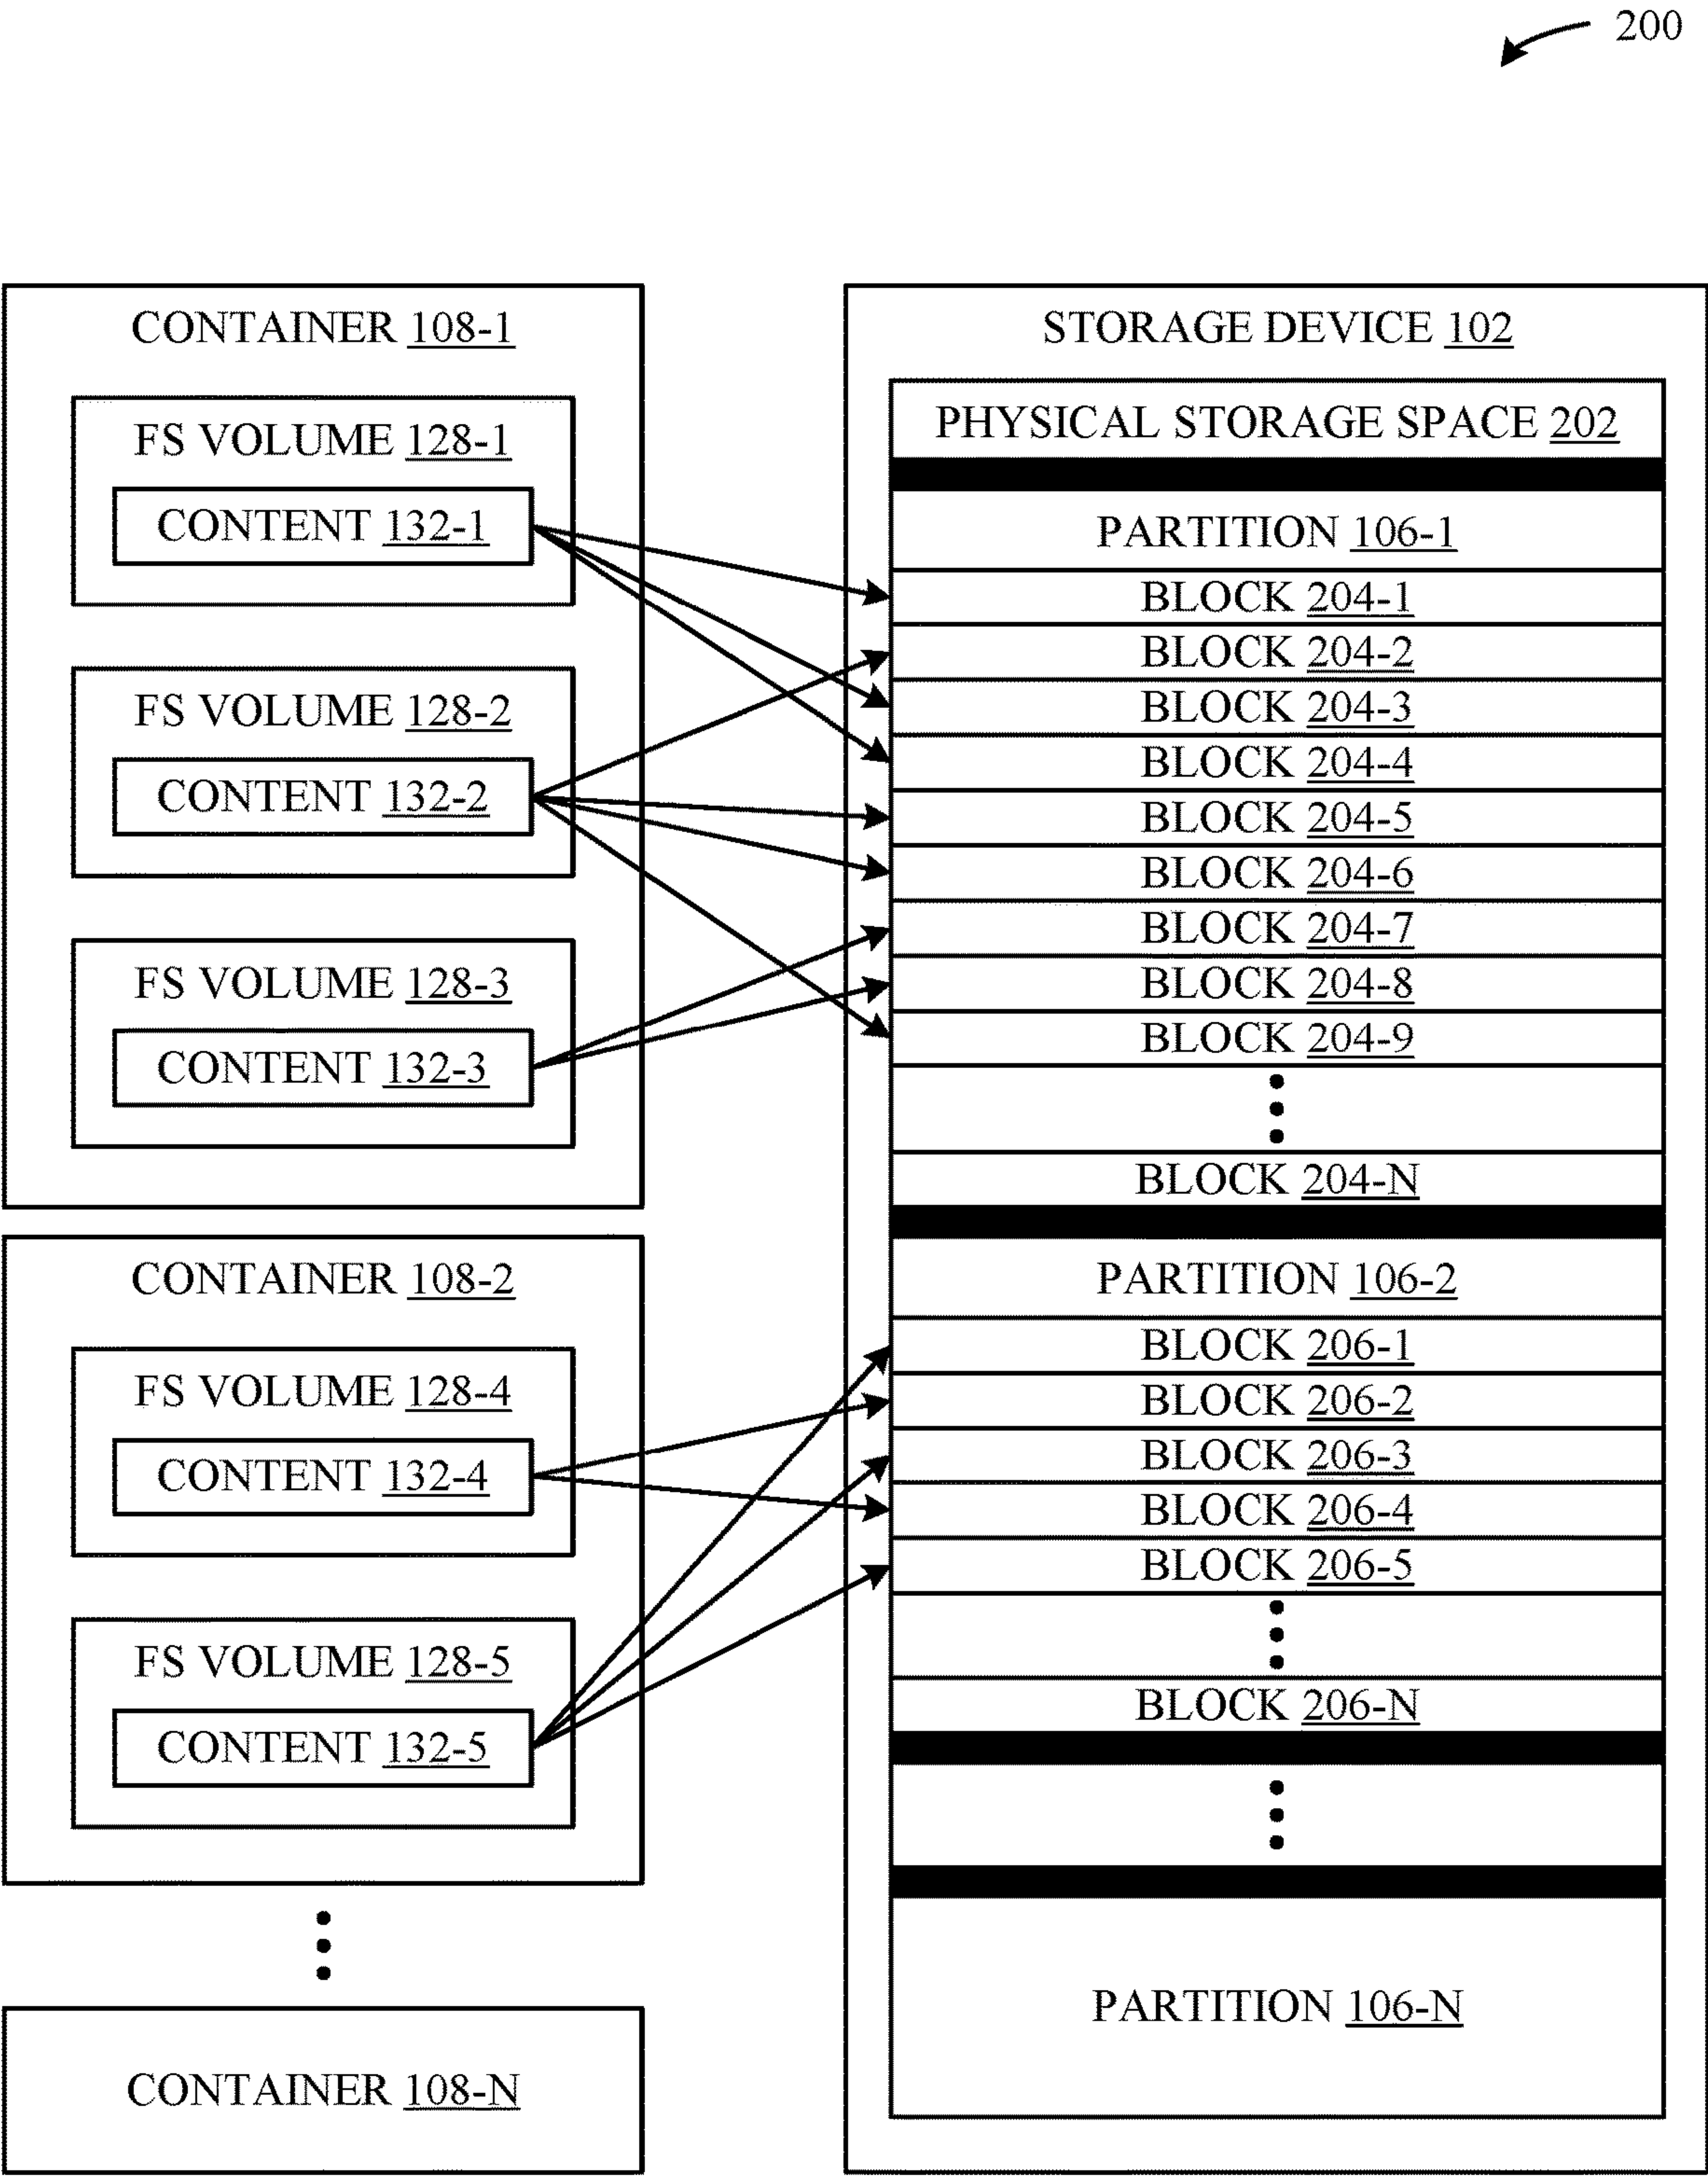 200
CONTAINER 108-1
FS VOLUME 128-1
CONTENT 132-1
FS VOLUME 128-2
CONTENT 132-2
FS VOLUME 128-3
CONTENT 132-3
CONTAINER 108-2
FS VOLUME 128-4
CONTENT 132-4
FS VOLUME 128-5
CONTENT 132-5
CONTAINER 108-N
STORAGE DEVICE 102
PHYSICAL STORAGE SPACE 202
PARTITION 106-1
BLOCK 204-1
BLOCK 204-2
BLOCK 204-3
BLOCK 204-4
BLOCK 204-5
BLOCK 204-6
BLOCK 204-7
BLOCK 204-8
BLOCK 204-9
BLOCK 204-N
PARTITION 106-2
BLOCK 206-1
BLOCK 206-2
BLOCK 206-3
BLOCK 206-4
BLOCK 206-5
BLOCK 206-N
PARTITION 106-N